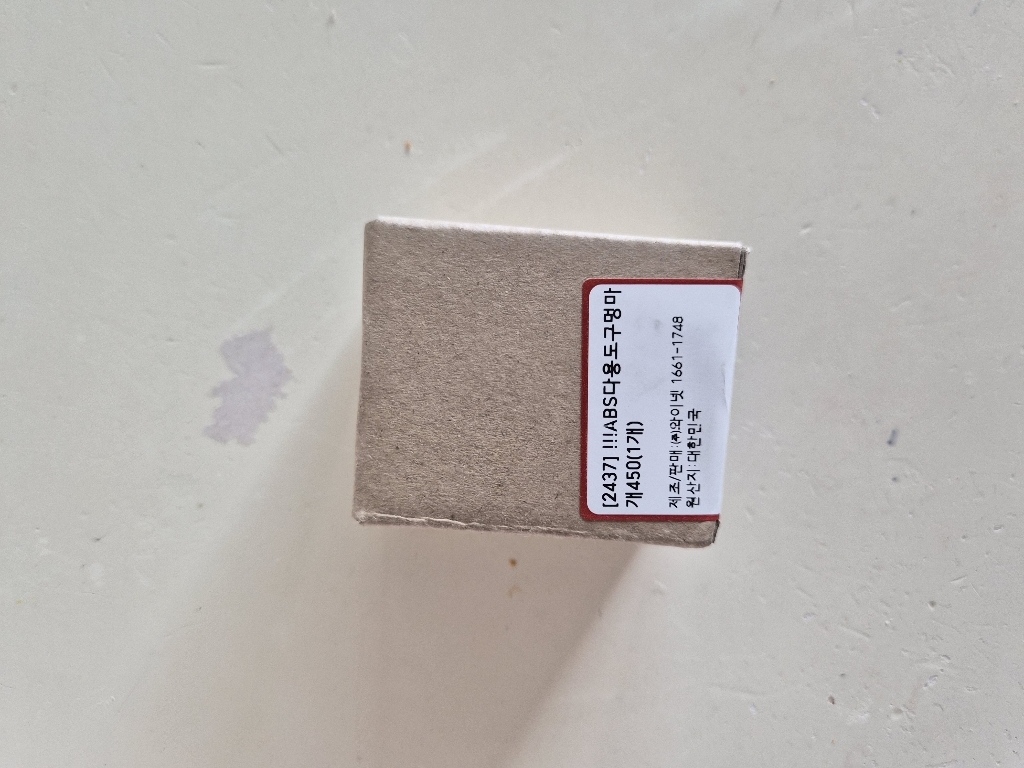 [2437] !!!ABS다용도구멍마
개450(1개)
제조/판매:㈜와이넷 1661-1748
원산지:대한민국